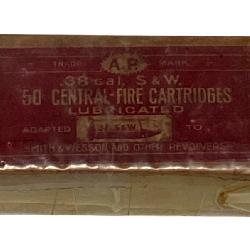 TRADE A.P. MARK
.38 cal. S & W.
50 CENTRAL-FIRE CARTRIDGES
LUBRICATED
ADAPTED TO
SMITH & WESSON AND OTHER REVOLVERS